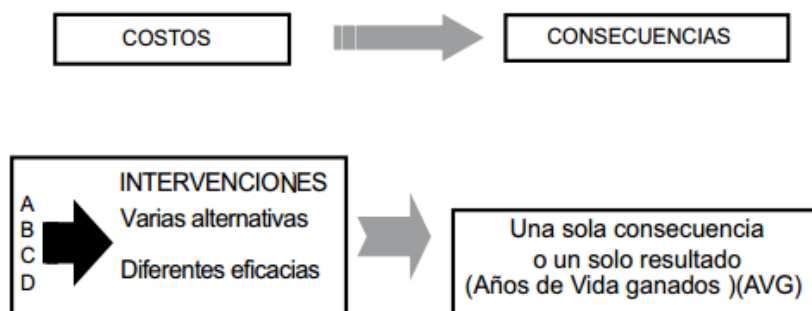 COSTOS
CONSECUENCIAS
INTERVENCIONES
A
B
C
D
Varias alternativas
Diferentes eficacias
Una sola consecuencia
o un solo resultado
(Años de Vida ganados )(AVG)